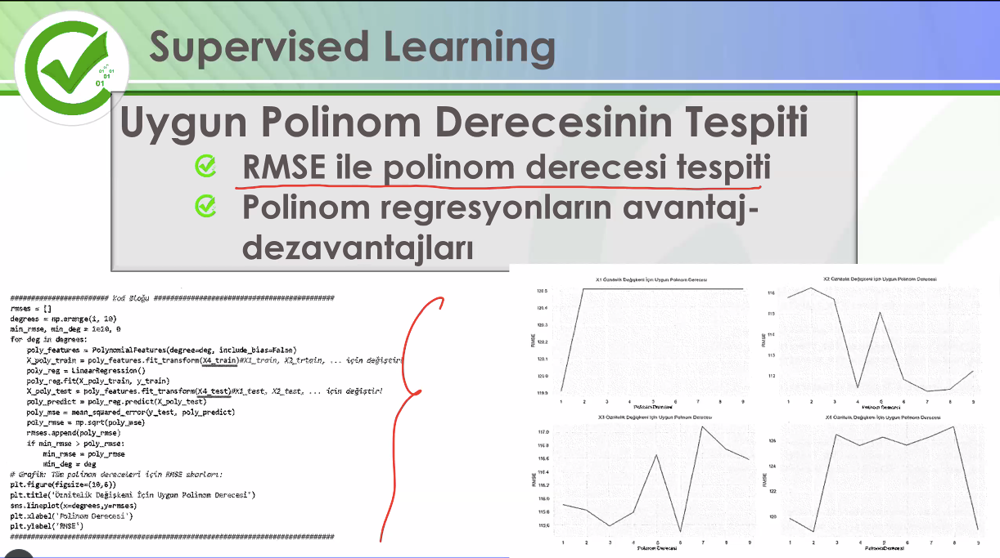 Supervised Learning
01 01
01
01
Uygun Polinom Derecesinin Tespiti
RMSE ile polinom derecesi tespiti
Polinom regresyonların avantaj-
dezavantajları
####################### Kod Bloğu ##########################################
rmses = []
degrees = np.arange(1, 10)
min_rmse, min_deg = 1e10, 0
for deg in degrees:
poly_features = PolynomialFeatures(degree=deg, include_bias=False)
X_poly_train = poly_features.fit_transform(X4_train)#X1_train, X2_trtain, ... için değiştir!
poly_reg = LinearRegression()
poly_reg.fit(X_poly_train, y_train)
X_poly_test = poly_features.fit_transform(X4_test)#X1_test, X2_test, ... için değiştir!
poly_predict = poly_reg.predict(X_poly_test)
poly_mse = mean_squared_error(y_test, poly_predict)
poly_rmse = np.sqrt(poly_mse)
rmses.append(poly_rmse)
if min_rmse > poly_rmse:
min_rmse = poly_rmse
min_deg = deg
# Grafik: Tüm polinom dereceleri için RMSE skorları:
plt.figure(figsize=(10,6))
plt.title('Öznitelik Değişkeni İçin Uygun Polinom Derecesi')
sns.lineplot(x=degrees,y=rmses)
plt.xlabel('Polinom Derecesi')
plt.ylabel('RMSE')
############################################################################
X1 Öznitelik Değişkeni İçin Uygun Polinom Derecesi
RMSE
120.5
120.4
120.3
120.2
120.1
120.0
119.9
1 2 3 4 5 6 7 8 9
Polinom Derecesi
X2 Öznitelik Değişkeni İçin Uygun Polinom Derecesi
RMSE
116
115
114
113
112
1 2 3 4 5 6 7 8 9
Polinom Derecesi
X3 Öznitelik Değişkeni İçin Uygun Polinom Derecesi
RMSE
117.0
116.8
116.6
116.4
116.2
116.0
115.8
115.6
1 2 3 4 5 6 7 8 9
Polinom Derecesi
X4 Öznitelik Değişkeni İçin Uygun Polinom Derecesi
RMSE
126
124
122
120
1 2 3 4 5 6 7 8 9
Polinom Derecesi